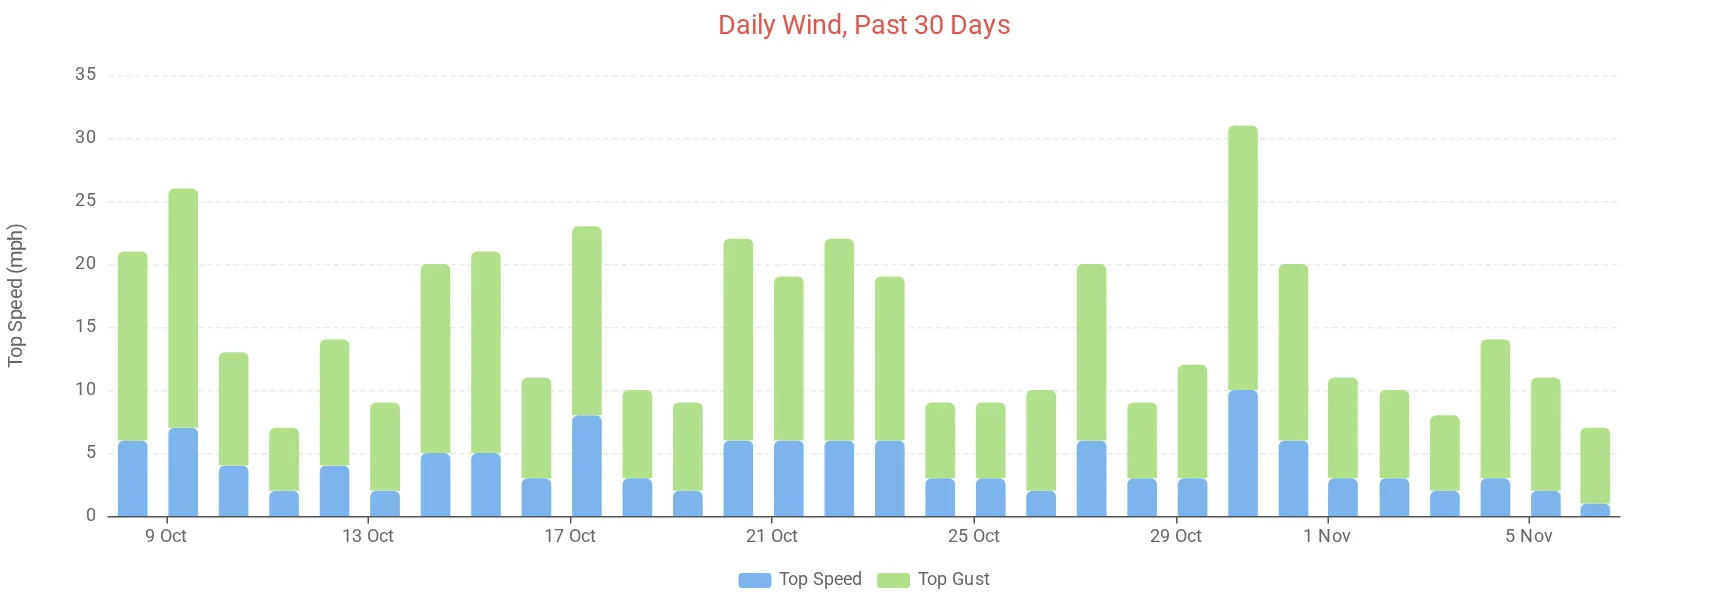 Daily Wind, Past 30 Days
Top Speed (mph)
35
30
25
20
15
10
5
0
9 Oct 13 Oct 17 Oct 21 Oct 25 Oct 29 Oct 1 Nov 5 Nov
Top Speed Top Gust